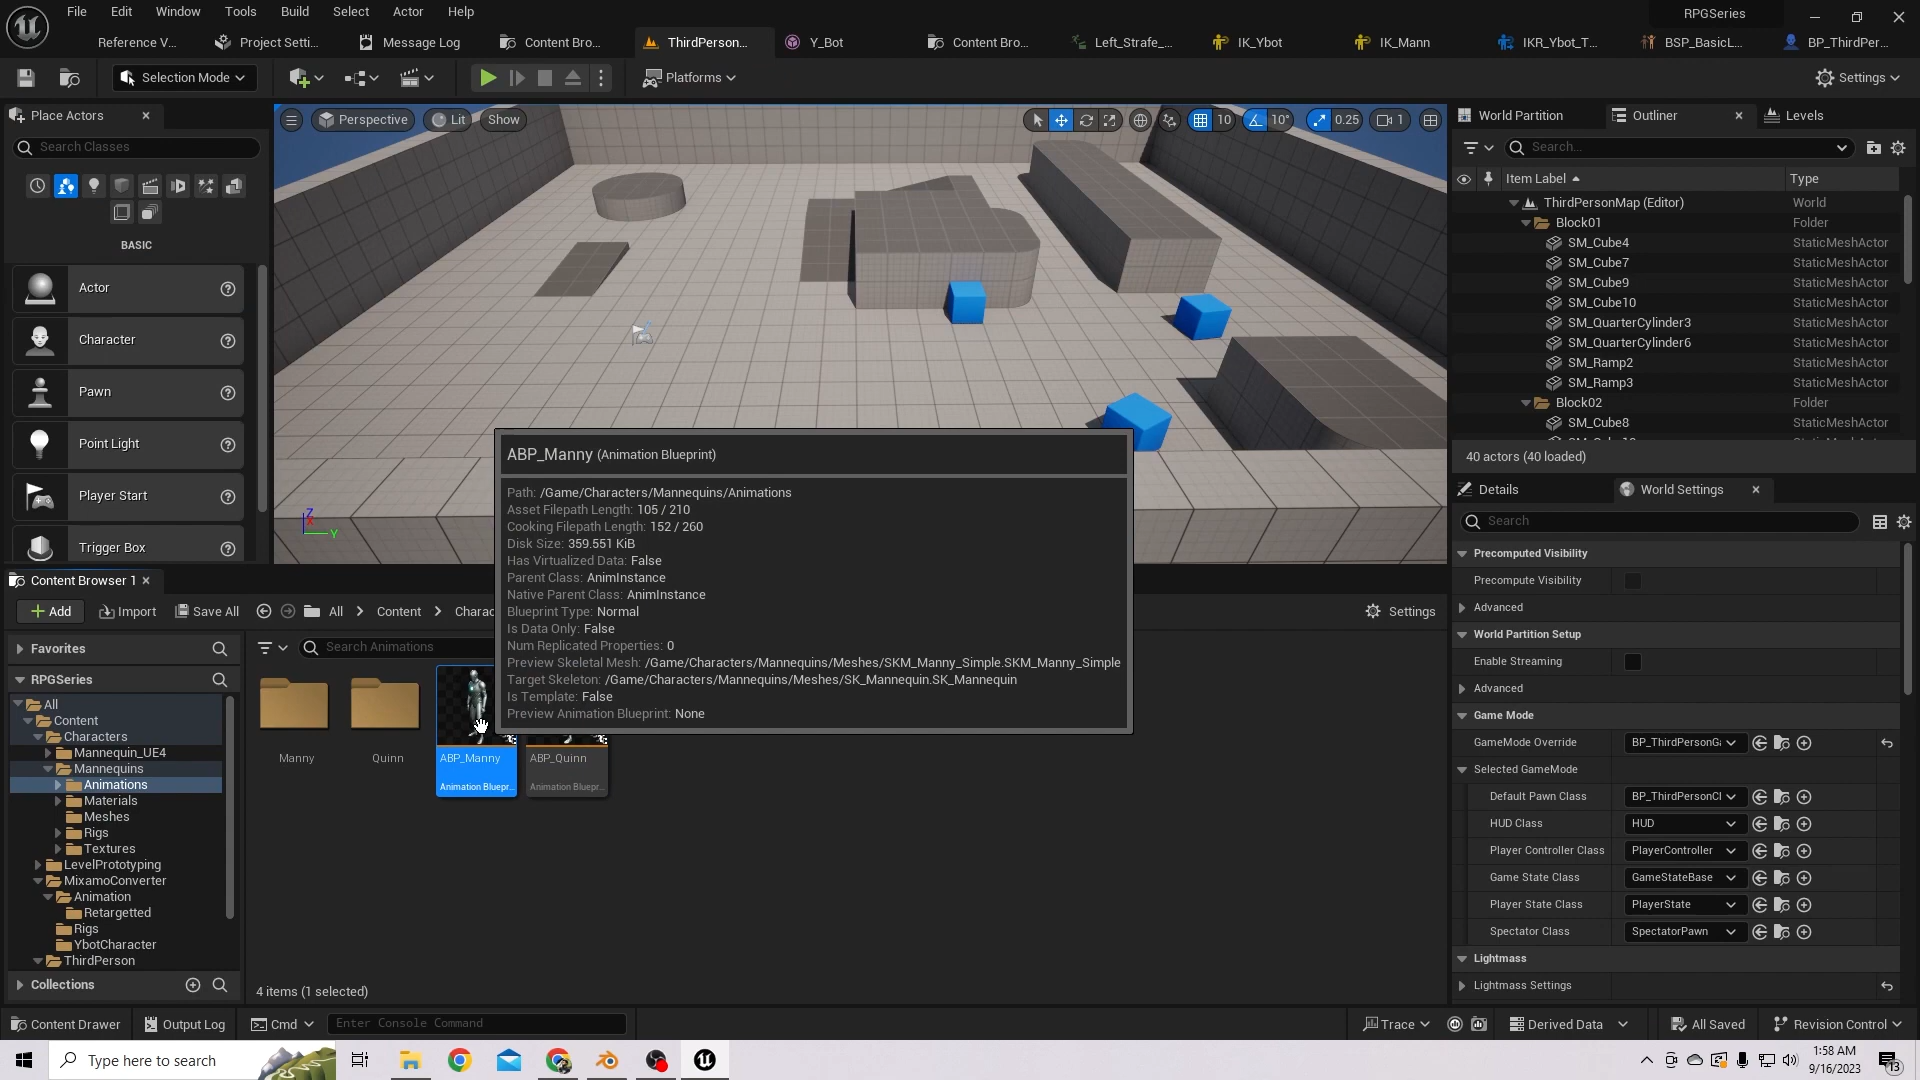 File Edit Window Tools Build Select Actor Help
RPGSeries
Reference V... Project Setti... Message Log Content Bro... ThirdPerson... Y_Bot Content Bro... Left_Strafe_... IK_Ybot IK_Mann IKR_Ybot_T... BSP_BasicL... BP_ThirdPer...
Selection Mode Platforms Settings
Place Actors
Search Classes
BASIC
Actor
Character
Pawn
Point Light
Player Start
Trigger Box
Perspective Lit Show 10 10° 0.25 1
Z
X
Y
World Partition Outliner Levels
Search...
Item Label Type
ThirdPersonMap (Editor) World
Block01 Folder
SM_Cube4 StaticMeshActor
SM_Cube7 StaticMeshActor
SM_Cube9 StaticMeshActor
SM_Cube10 StaticMeshActor
SM_QuarterCylinder3 StaticMeshActor
SM_QuarterCylinder6 StaticMeshActor
SM_Ramp2 StaticMeshActor
SM_Ramp3 StaticMeshActor
Block02 Folder
SM_Cube8 StaticMeshActor
40 actors (40 loaded)
Details World Settings
Search
Precomputed Visibility
Precompute Visibility
Advanced
World Partition Setup
Enable Streaming
Advanced
Game Mode
GameMode Override BP_ThirdPersonGa
Selected GameMode
Default Pawn Class BP_ThirdPersonCl
HUD Class HUD
Player Controller Class PlayerController
Game State Class GameStateBase
Player State Class PlayerState
Spectator Class SpectatorPawn
Lightmass
Lightmass Settings
ABP_Manny (Animation Blueprint)
Path: /Game/Characters/Mannequins/Animations
Asset Filepath Length: 105 / 210
Cooking Filepath Length: 152 / 260
Disk Size: 359.551 KiB
Has Virtualized Data: False
Parent Class: AnimInstance
Native Parent Class: AnimInstance
Blueprint Type: Normal
Is Data Only: False
Num Replicated Properties: 0
Preview Skeletal Mesh: /Game/Characters/Mannequins/Meshes/SKM_Manny_Simple.SKM_Manny_Simple
Target Skeleton: /Game/Characters/Mannequins/Meshes/SK_Mannequin.SK_Mannequin
Is Template: False
Preview Animation Blueprint: None
Content Browser 1
Add Import Save All All Content Charac Settings
Favorites
RPGSeries
All
Content
Characters
Mannequin_UE4
Mannequins
Animations
Materials
Meshes
Rigs
Textures
LevelPrototyping
MixamoConverter
Animation
Retargetted
Rigs
YbotCharacter
ThirdPerson
Collections
Search Animations
Manny Quinn ABP_Manny ABP_Quinn
Animation Bluepr... Animation Bluepr...
4 items (1 selected)
Content Drawer Output Log Cmd Enter Console Command Trace Derived Data All Saved Revision Control
Type here to search
1:58 AM
9/16/2023
13